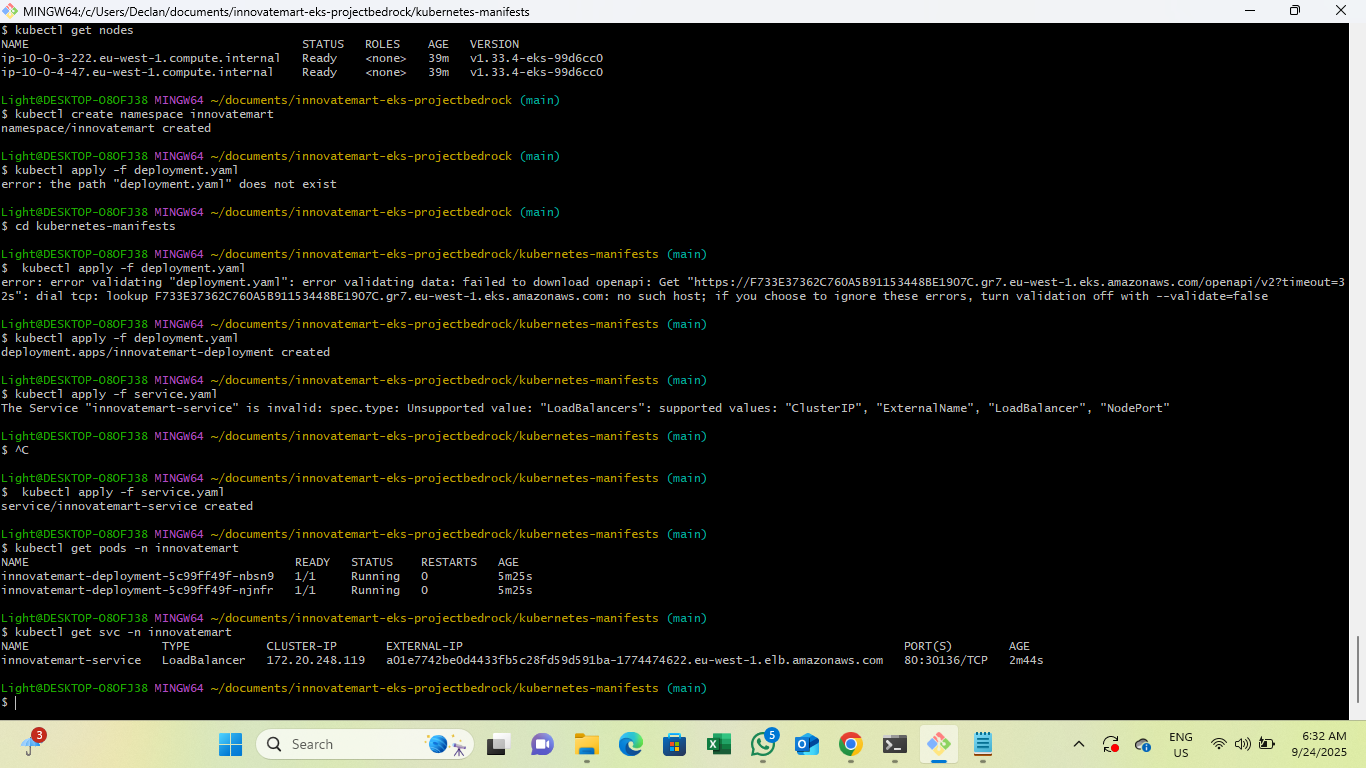 MINGW64:/c/Users/Declan/documents/innovatemart-eks-projectbedrock/kubernetes-manifests
$ kubectl get nodes
NAME STATUS ROLES AGE VERSION
ip-10-0-3-222.eu-west-1.compute.internal Ready <none> 39m v1.33.4-eks-99d6cc0
ip-10-0-4-47.eu-west-1.compute.internal Ready <none> 39m v1.33.4-eks-99d6cc0
Light@DESKTOP-O8OFJ38 MINGW64 ~/documents/innovatemart-eks-projectbedrock (main)
$ kubectl create namespace innovatemart
namespace/innovatemart created
Light@DESKTOP-O8OFJ38 MINGW64 ~/documents/innovatemart-eks-projectbedrock (main)
$ kubectl apply -f deployment.yaml
error: the path "deployment.yaml" does not exist
Light@DESKTOP-O8OFJ38 MINGW64 ~/documents/innovatemart-eks-projectbedrock (main)
$ cd kubernetes-manifests
Light@DESKTOP-O8OFJ38 MINGW64 ~/documents/innovatemart-eks-projectbedrock/kubernetes-manifests (main)
$  kubectl apply -f deployment.yaml
error: error validating "deployment.yaml": error validating data: failed to download openapi: Get "https://F733E37362C760A5B91153448BE1907C.gr7.eu-west-1.eks.amazonaws.com/openapi/v2?timeout=3
2s": dial tcp: lookup F733E37362C760A5B91153448BE1907C.gr7.eu-west-1.eks.amazonaws.com: no such host; if you choose to ignore these errors, turn validation off with --validate=false
Light@DESKTOP-O8OFJ38 MINGW64 ~/documents/innovatemart-eks-projectbedrock/kubernetes-manifests (main)
$ kubectl apply -f deployment.yaml
deployment.apps/innovatemart-deployment created
Light@DESKTOP-O8OFJ38 MINGW64 ~/documents/innovatemart-eks-projectbedrock/kubernetes-manifests (main)
$ kubectl apply -f service.yaml
The Service "innovatemart-service" is invalid: spec.type: Unsupported value: "LoadBalancers": supported values: "ClusterIP", "ExternalName", "LoadBalancer", "NodePort"
Light@DESKTOP-O8OFJ38 MINGW64 ~/documents/innovatemart-eks-projectbedrock/kubernetes-manifests (main)
$ ^C
Light@DESKTOP-O8OFJ38 MINGW64 ~/documents/innovatemart-eks-projectbedrock/kubernetes-manifests (main)
$  kubectl apply -f service.yaml
service/innovatemart-service created
Light@DESKTOP-O8OFJ38 MINGW64 ~/documents/innovatemart-eks-projectbedrock/kubernetes-manifests (main)
$ kubectl get pods -n innovatemart
NAME READY STATUS RESTARTS AGE
innovatemart-deployment-5c99ff49f-nbsn9 1/1 Running 0 5m25s
innovatemart-deployment-5c99ff49f-njnfr 1/1 Running 0 5m25s
Light@DESKTOP-O8OFJ38 MINGW64 ~/documents/innovatemart-eks-projectbedrock/kubernetes-manifests (main)
$ kubectl get svc -n innovatemart
NAME TYPE CLUSTER-IP EXTERNAL-IP PORT(S) AGE
innovatemart-service LoadBalancer 172.20.248.119 a01e7742be0d4433fb5c28fd59d591ba-1774474622.eu-west-1.elb.amazonaws.com 80:30136/TCP 2m44s
Light@DESKTOP-O8OFJ38 MINGW64 ~/documents/innovatemart-eks-projectbedrock/kubernetes-manifests (main)
$
3
Search
5
ENG
US
6:32 AM
9/24/2025